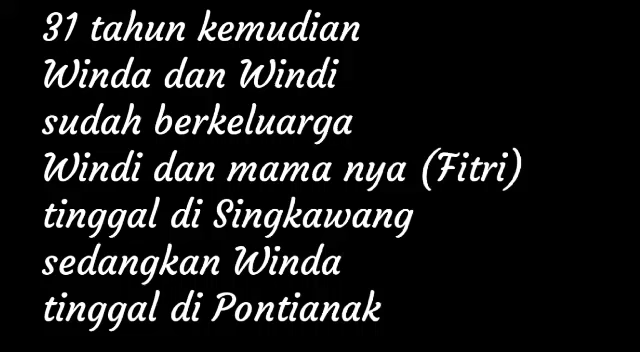 31 tahun kemudian
Winda dan Windi
sudah berkeluarga
Windi dan mama nya (Fitri)
tinggal di Singkawang
sedangkan Winda
tinggal di Pontianak